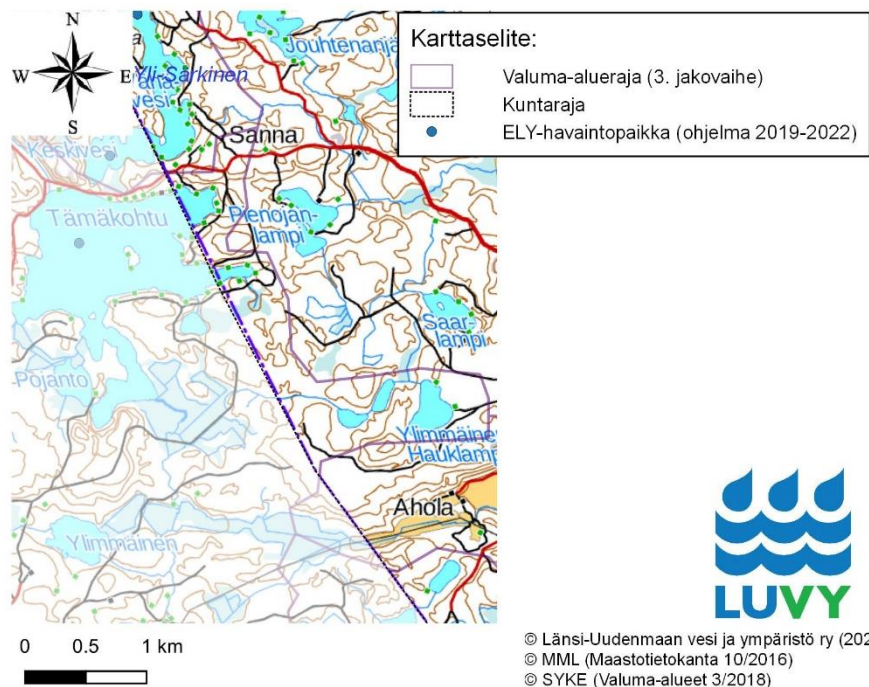 N
W E
S
Jouhtenanjä
Yli-Särkinen
vesi
Sanna
Keskivesi
Tämäkohtu
Pienojan-
lampi
Saar-
lampi
Pojanto
Ylimmäinen
Hauklamp
Ahola
Ylimmäinen
Karttaselite:
Valuma-alueraja (3. jakovaihe)
Kuntaraja
ELY-havaintopaikka (ohjelma 2019-2022)
LUVY
0 0.5 1 km
© Länsi-Uudenmaan vesi ja ympäristö ry (202
© MML (Maastotietokanta 10/2016)
© SYKE (Valuma-alueet 3/2018)